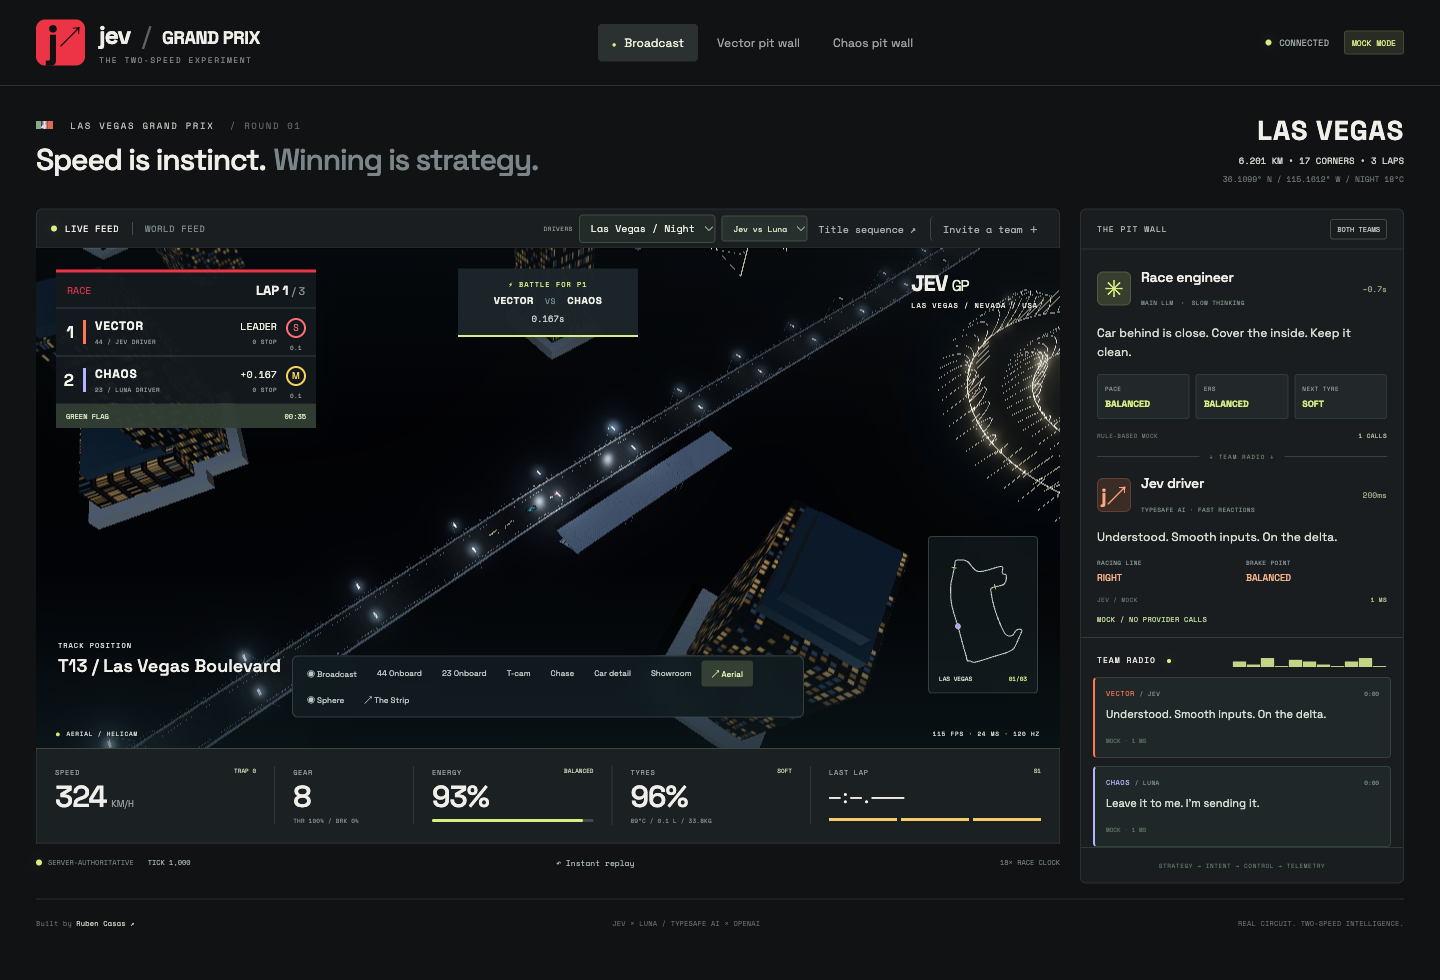 jev / GRAND PRIX
THE TWO-SPEED EXPERIMENT
Broadcast
Vector pit wall
Chaos pit wall
CONNECTED
MOCK MODE
LAS VEGAS GRAND PRIX / ROUND 01
Speed is instinct. Winning is strategy.
LAS VEGAS
6.201 KM • 17 CORNERS • 3 LAPS
36.1099° N / 115.1612° W / NIGHT 18°C
LIVE FEED
WORLD FEED
DRIVERS
Las Vegas / Night
Jev vs Luna
Title sequence ↗
Invite a team +
RACE
LAP 1 / 3
1 VECTOR LEADER S
44 / JEV DRIVER 0 STOP 0.1
2 CHAOS +0.167 M
23 / LUNA DRIVER 0 STOP 0.1
GREEN FLAG 00:35
⚡ BATTLE FOR P1
VECTOR VS CHAOS
0.167s
JEV GP
LAS VEGAS / NEVADA / USA
TRACK POSITION
T13 / Las Vegas Boulevard
◉ Broadcast
44 Onboard
23 Onboard
T-cam
Chase
Car detail
Showroom
↗ Aerial
◉ Sphere
↗ The Strip
LAS VEGAS 01/03
AERIAL / HELICAM
115 FPS · 24 MS · 120 HZ
SPEED TRAP 0
324 KM/H
GEAR
8
THR 100% / BRK 0%
ENERGY BALANCED
93%
TYRES SOFT
96%
89°C / 0.1 L / 33.8KG
LAST LAP S1
—:—.———
SERVER-AUTHORITATIVE TICK 1,000
↶ Instant replay
18× RACE CLOCK
THE PIT WALL
BOTH TEAMS
Race engineer
MAIN LLM · SLOW THINKING
~0.7s
Car behind is close. Cover the inside. Keep it
clean.
PACE
BALANCED
ERS
BALANCED
NEXT TYRE
SOFT
RULE-BASED MOCK
1 CALLS
↓ TEAM RADIO ↓
j↗
Jev driver
TYPESAFE AI · FAST REACTIONS
200ms
Understood. Smooth inputs. On the delta.
RACING LINE
RIGHT
BRAKE POINT
BALANCED
JEV / MOCK
1 MS
MOCK / NO PROVIDER CALLS
TEAM RADIO
VECTOR / JEV 0:00
Understood. Smooth inputs. On the delta.
MOCK · 1 MS
CHAOS / LUNA 0:00
Leave it to me. I'm sending it.
MOCK · 1 MS
STRATEGY → INTENT → CONTROL → TELEMETRY
Built by Ruben Casas ↗
JEV × LUNA / TYPESAFE AI × OPENAI
REAL CIRCUIT. TWO-SPEED INTELLIGENCE.